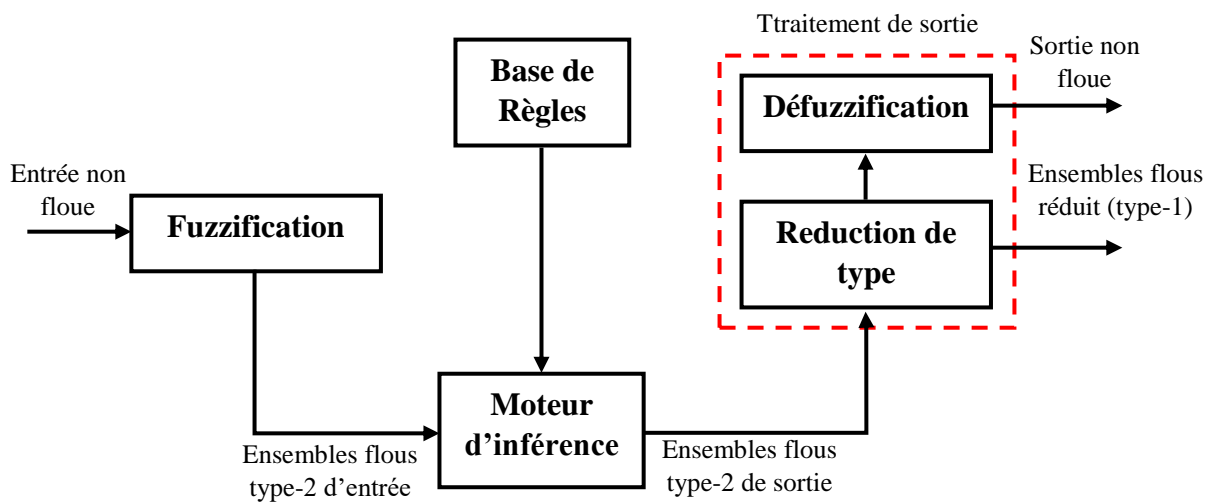 Ttraitement de sortie
Base de
Règles
Défuzzification
Sortie non
floue
Entrée non
floue
Fuzzification
Reduction de
type
Ensembles flous
réduit (type-1)
Moteur
d’inférence
Ensembles flous
type-2 d’entrée
Ensembles flous
type-2 de sortie